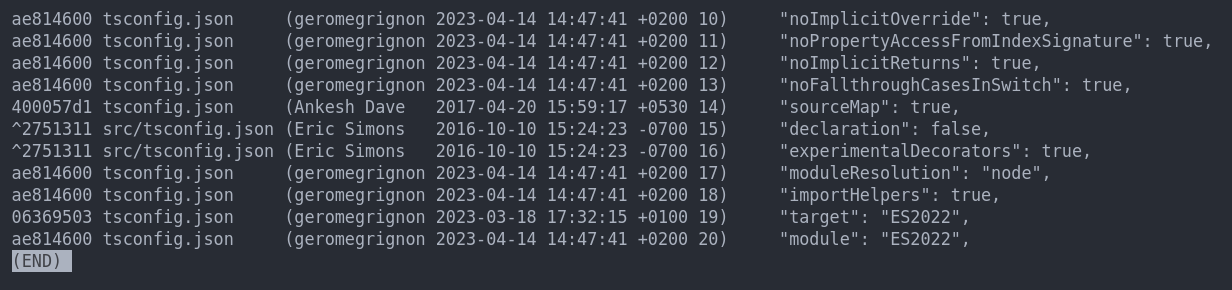 ae814600 tsconfig.json     (geromegrignon 2023-04-14 14:47:41 +0200 10)     "noImplicitOverride": true,
ae814600 tsconfig.json     (geromegrignon 2023-04-14 14:47:41 +0200 11)     "noPropertyAccessFromIndexSignature": true,
ae814600 tsconfig.json     (geromegrignon 2023-04-14 14:47:41 +0200 12)     "noImplicitReturns": true,
ae814600 tsconfig.json     (geromegrignon 2023-04-14 14:47:41 +0200 13)     "noFallthroughCasesInSwitch": true,
400057d1 tsconfig.json     (Ankesh Dave   2017-04-20 15:59:17 +0530 14)     "sourceMap": true,
^2751311 src/tsconfig.json (Eric Simons   2016-10-10 15:24:23 -0700 15)     "declaration": false,
^2751311 src/tsconfig.json (Eric Simons   2016-10-10 15:24:23 -0700 16)     "experimentalDecorators": true,
ae814600 tsconfig.json     (geromegrignon 2023-04-14 14:47:41 +0200 17)     "moduleResolution": "node",
ae814600 tsconfig.json     (geromegrignon 2023-04-14 14:47:41 +0200 18)     "importHelpers": true,
06369503 tsconfig.json     (geromegrignon 2023-03-18 17:32:15 +0100 19)     "target": "ES2022",
ae814600 tsconfig.json     (geromegrignon 2023-04-14 14:47:41 +0200 20)     "module": "ES2022",
(END)